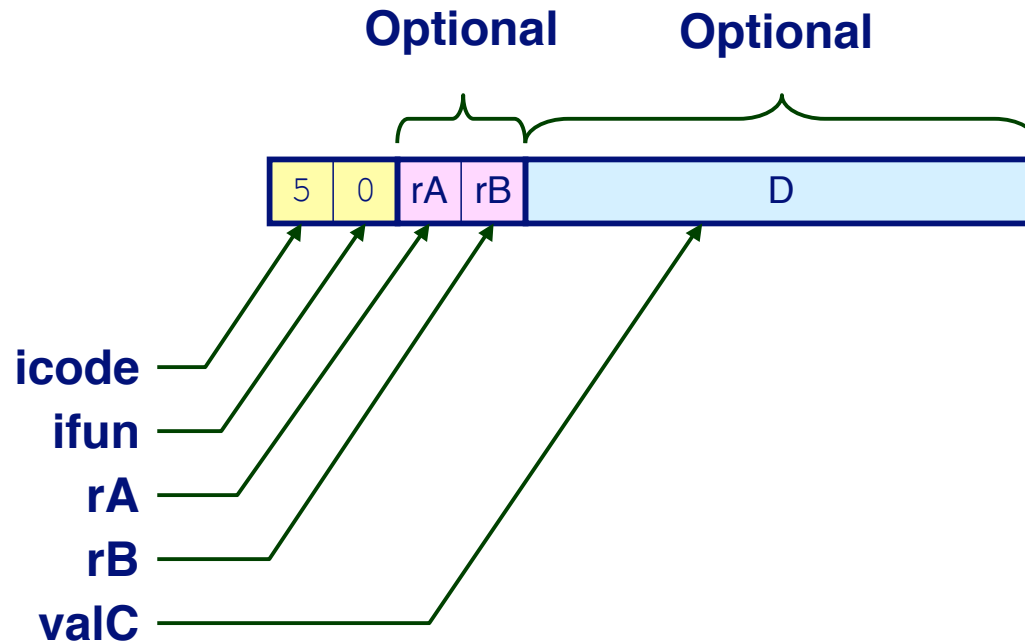 Optional Optional
5 0 rA rB D
icode
ifun
rA
rB
valC